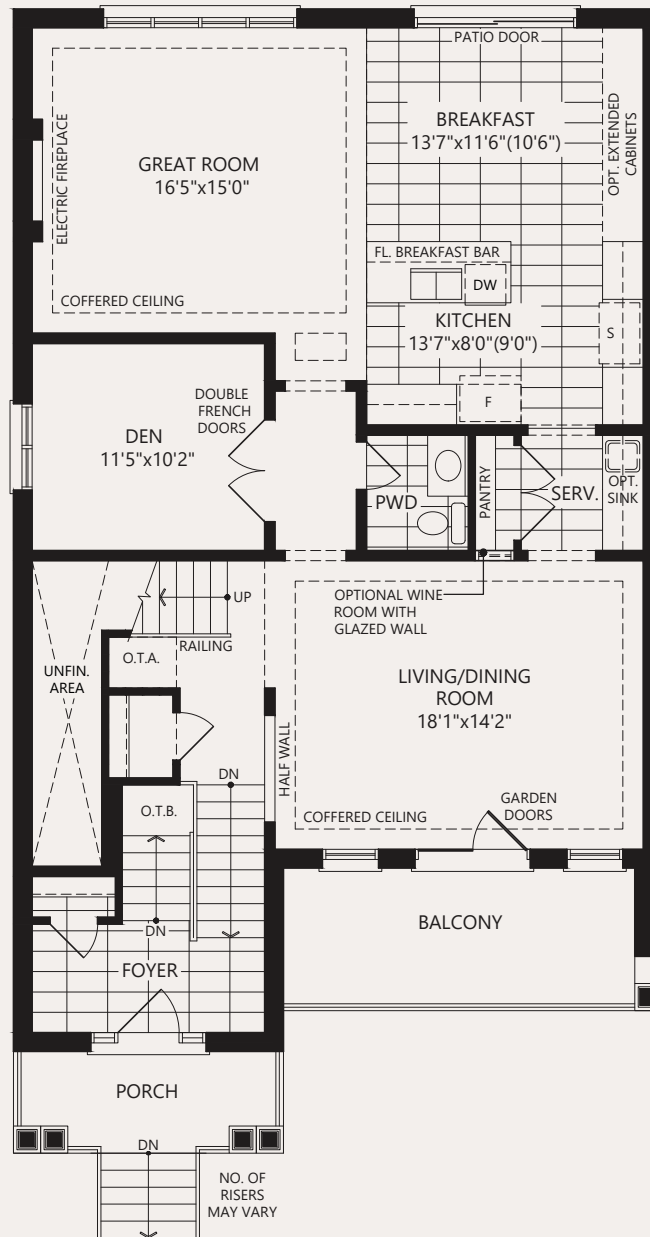 PATIO DOOR
BREAKFAST
13'7"x11'6"(10'6")
OPT. EXTENDED
CABINETS
ELECTRIC FIREPLACE
GREAT ROOM
16'5"x15'0"
COFFERED CEILING
FL. BREAKFAST BAR
DW
KITCHEN
13'7"x8'0"(9'0")
S
F
DOUBLE
FRENCH
DOORS
DEN
11'5"x10'2"
PWD
PANTRY
SERV.
OPT.
SINK
UP
OPTIONAL WINE
ROOM WITH
GLAZED WALL
RAILING
O.T.A.
UNFIN.
AREA
LIVING/DINING
ROOM
18'1"x14'2"
HALF WALL
DN
O.T.B.
COFFERED CEILING
GARDEN
DOORS
DN
BALCONY
FOYER
PORCH
DN
NO. OF
RISERS
MAY VARY